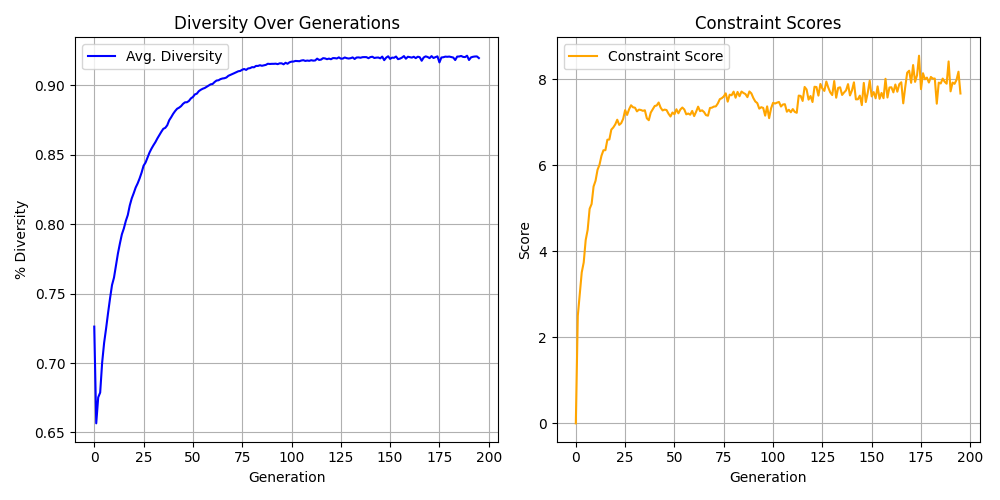 Diversity Over Generations
Avg. Diversity
% Diversity
0.90
0.85
0.80
0.75
0.70
0.65
0 25 50 75 100 125 150 175 200
Generation
Constraint Scores
Constraint Score
Score
8
6
4
2
0
0 25 50 75 100 125 150 175 200
Generation